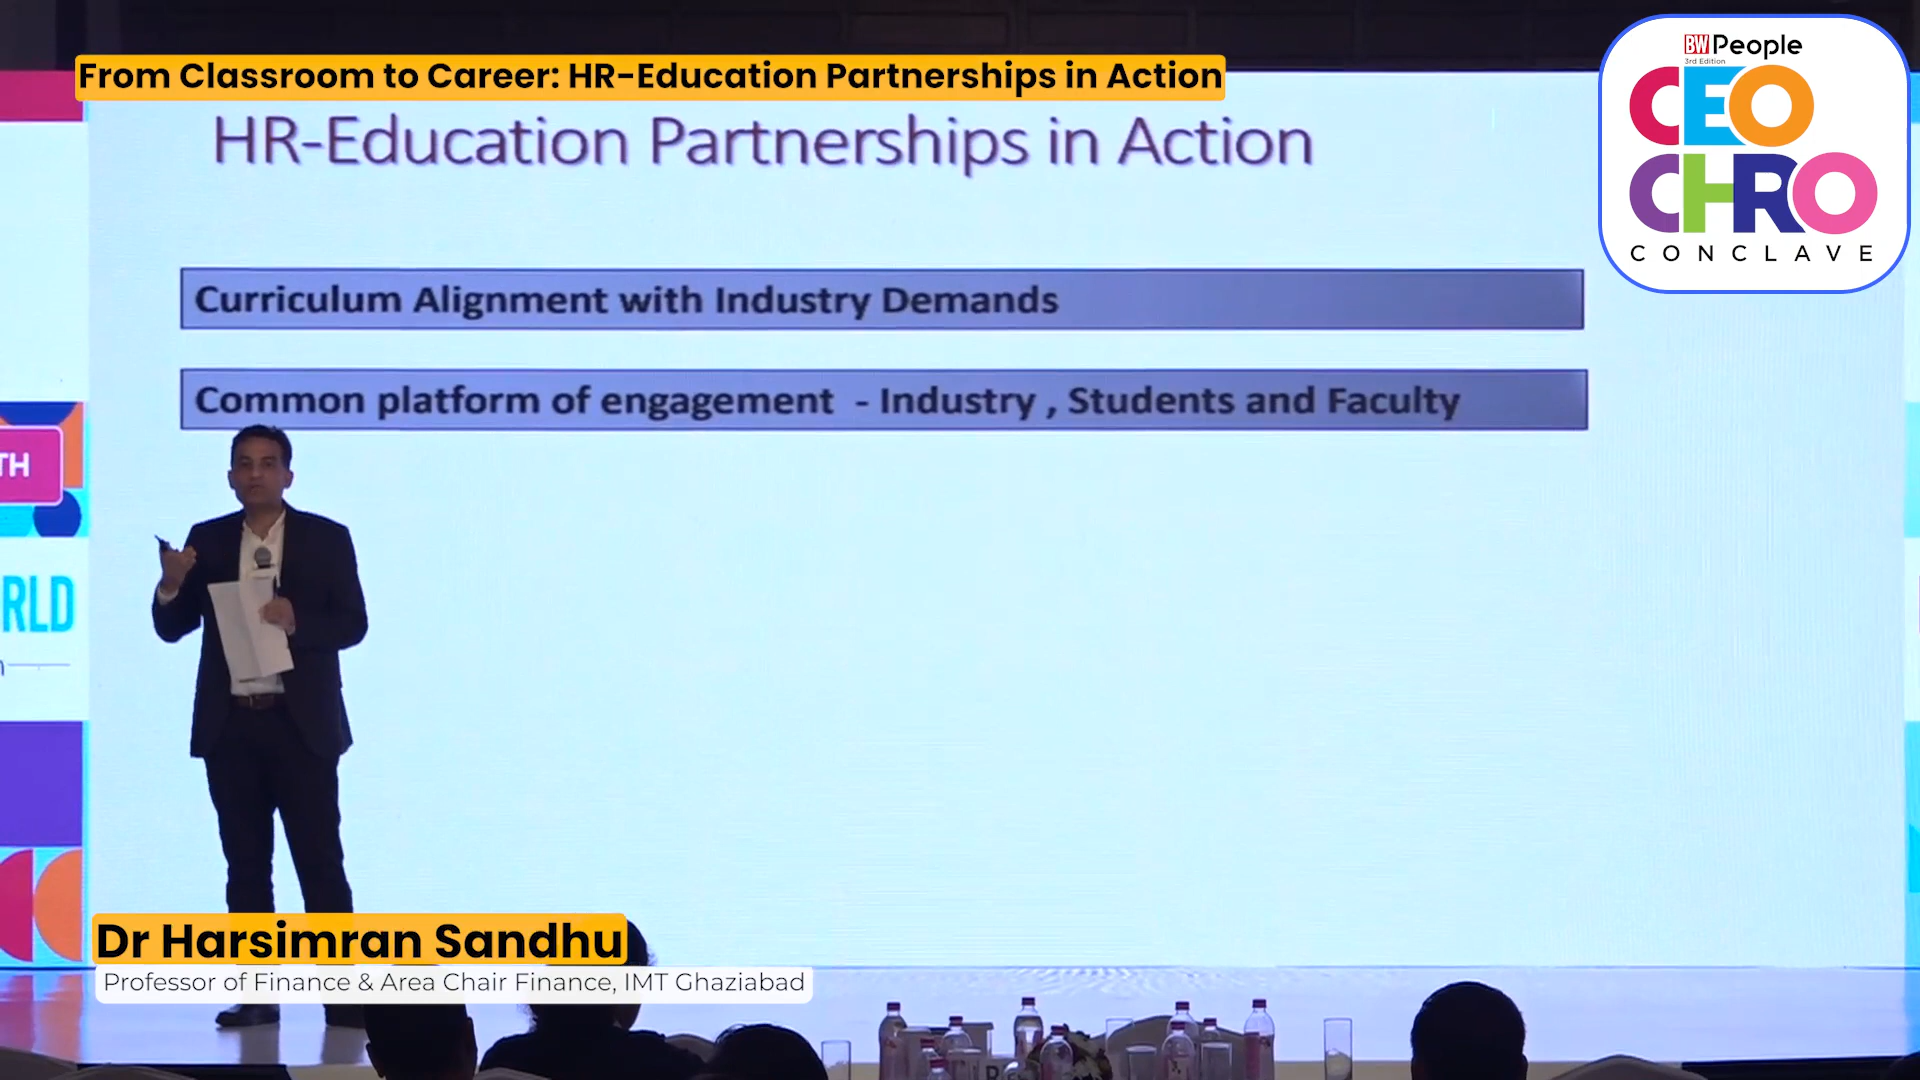 From Classroom to Career: HR-Education Partnerships in Action
BWPeople
3rd Edition
CEO
CHRO
CONCLAVE
HR-Education Partnerships in Action
Curriculum Alignment with Industry Demands
Common platform of engagement - Industry , Students and Faculty
TH
RLD
Dr Harsimran Sandhu
Professor of Finance & Area Chair Finance, IMT Ghaziabad